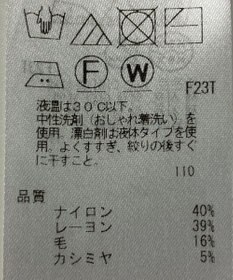 F W
F23T
液温は30℃以下。
中性洗剤(おしゃれ着洗い)を
使用。漂白剤は液体タイプを使
用。よくすすぎ、絞りの後すぐ
に干すこと。
110
品質
ナイロン 40%
レーヨン 39%
毛 16%
カシミヤ 5%